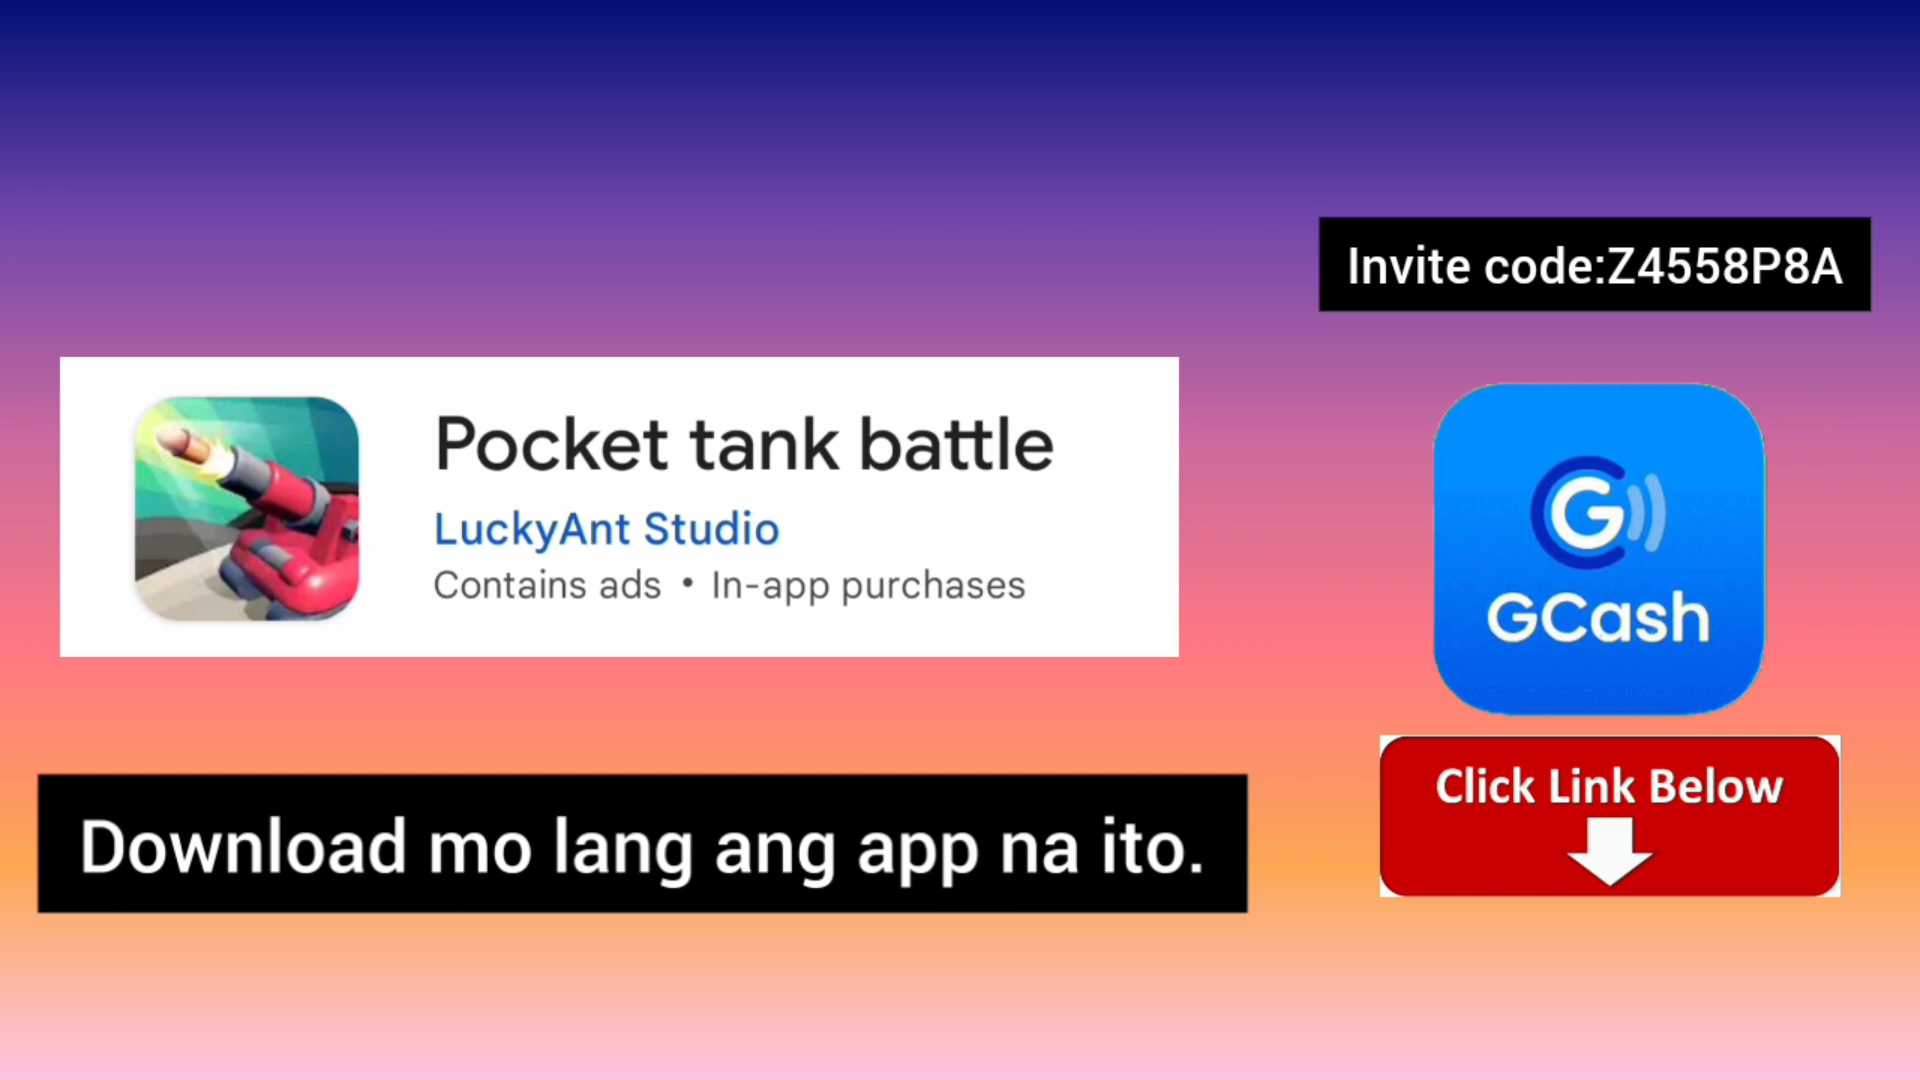 Invite code:Z4558P8A
Pocket tank battle
LuckyAnt Studio
Contains ads • In-app purchases
G
GCash
Click Link Below
Download mo lang ang app na ito.